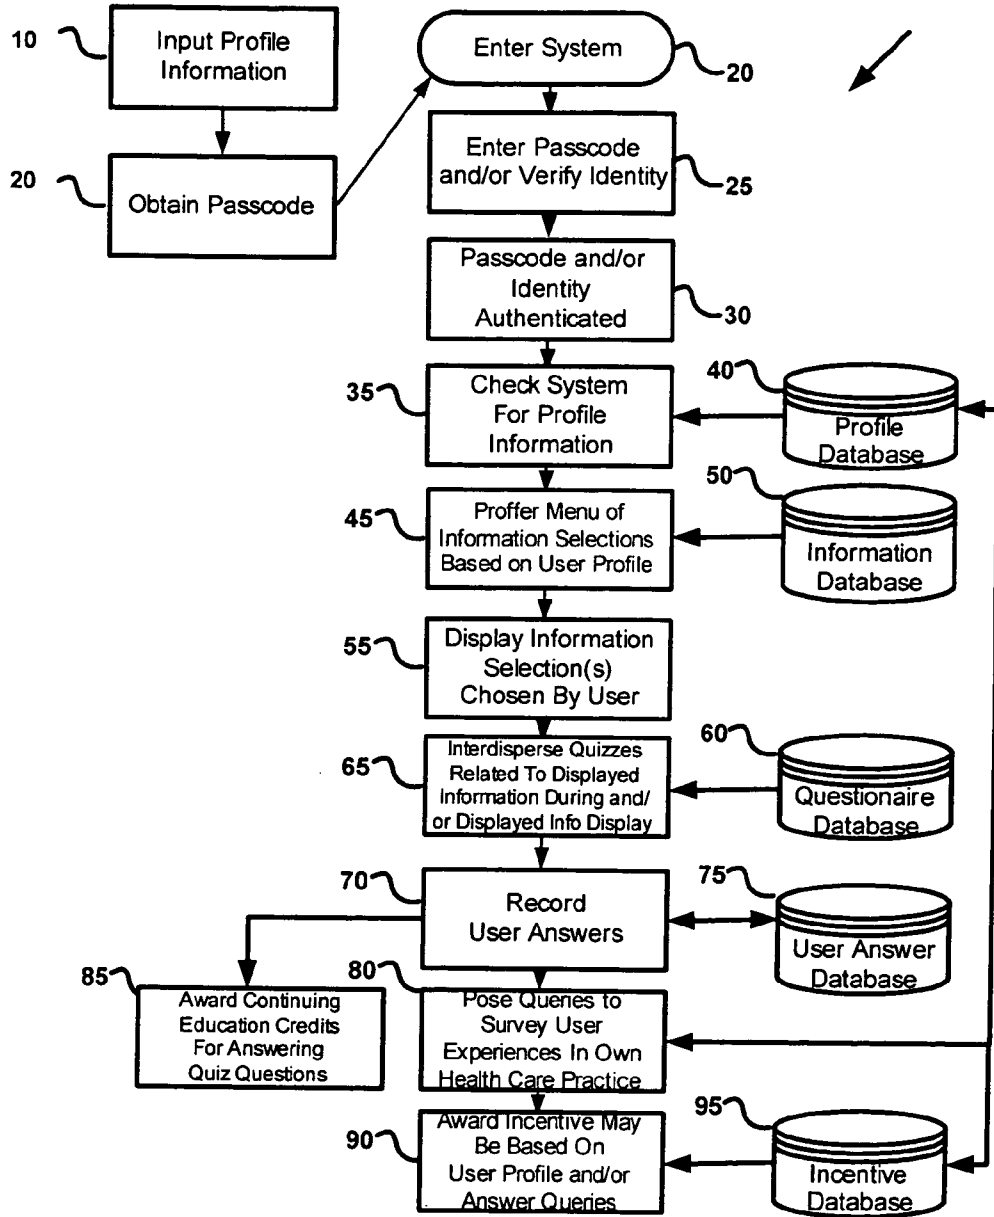 10
Input Profile
Information
20
Obtain Passcode
Enter System
20
Enter Passcode
and/or Verify Identity
25
Passcode and/or
Identity
Authenticated
30
35
Check System
For Profile
Information
40
Profile
Database
45
Proffer Menu of
Information Selections
Based on User Profile
50
Information
Database
55
Display Information
Selection(s)
Chosen By User
65
Interdisperse Quizzes
Related To Displayed
Information During and/
or Displayed Info Display
60
Questionaire
Database
70
Record
User Answers
75
User Answer
Database
85
Award Continuing
Education Credits
For Answering
Quiz Questions
80
Pose Queries to
Survey User
Experiences In Own
Health Care Practice
90
Award Incentive May
Be Based On
User Profile and/or
Answer Queries
95
Incentive
Database